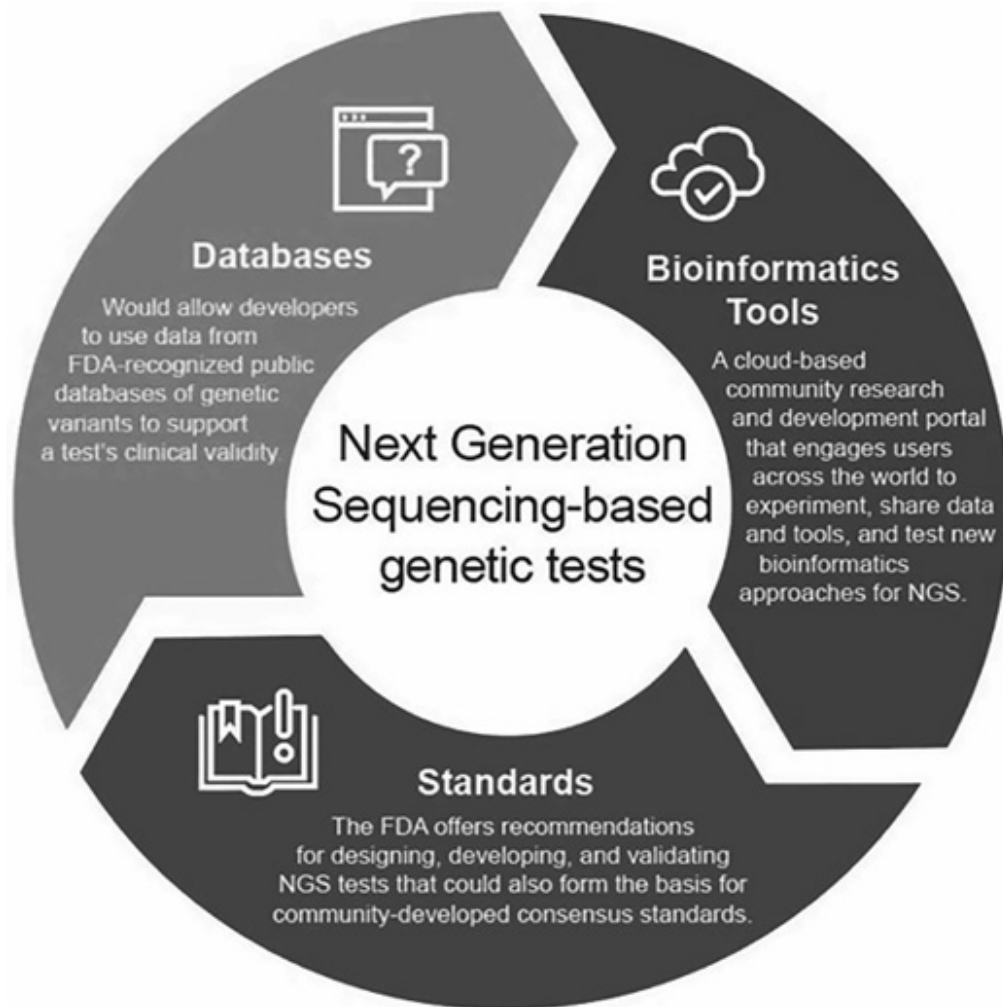 Databases
Would allow developers
to use data from
FDA-recognized public
databases of genetic
variants to support
a test's clinical validity
Bioinformatics
Tools
A cloud-based
community research
and development portal
that engages users
across the world to
experiment, share data
and tools, and test new
bioinformatics
approaches for NGS.
Next Generation
Sequencing-based
genetic tests
Standards
The FDA offers recommendations
for designing, developing, and validating
NGS tests that could also form the basis for
community-developed consensus standards.